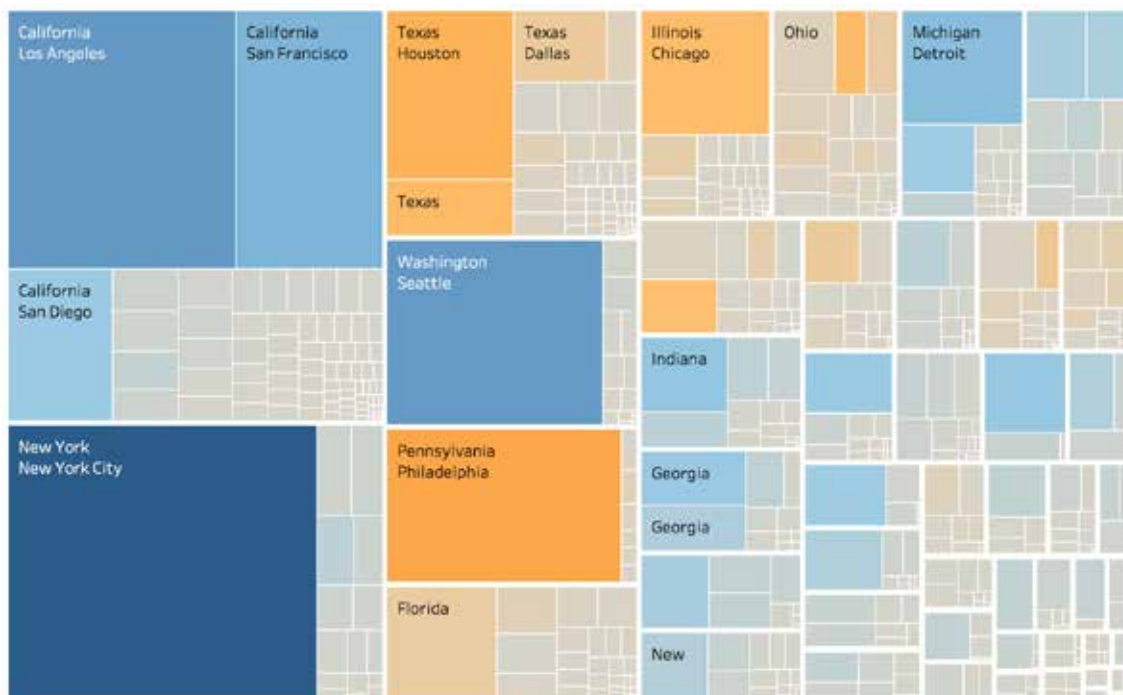 California
Los Angeles
California
San Francisco
Texas
Houston
Texas
Dallas
Illinois
Chicago
Ohio
Michigan
Detroit
Texas
Washington
Seattle
California
San Diego
Indiana
New York
New York City
Pennsylvania
Philadelphia
Georgia
Georgia
Florida
New